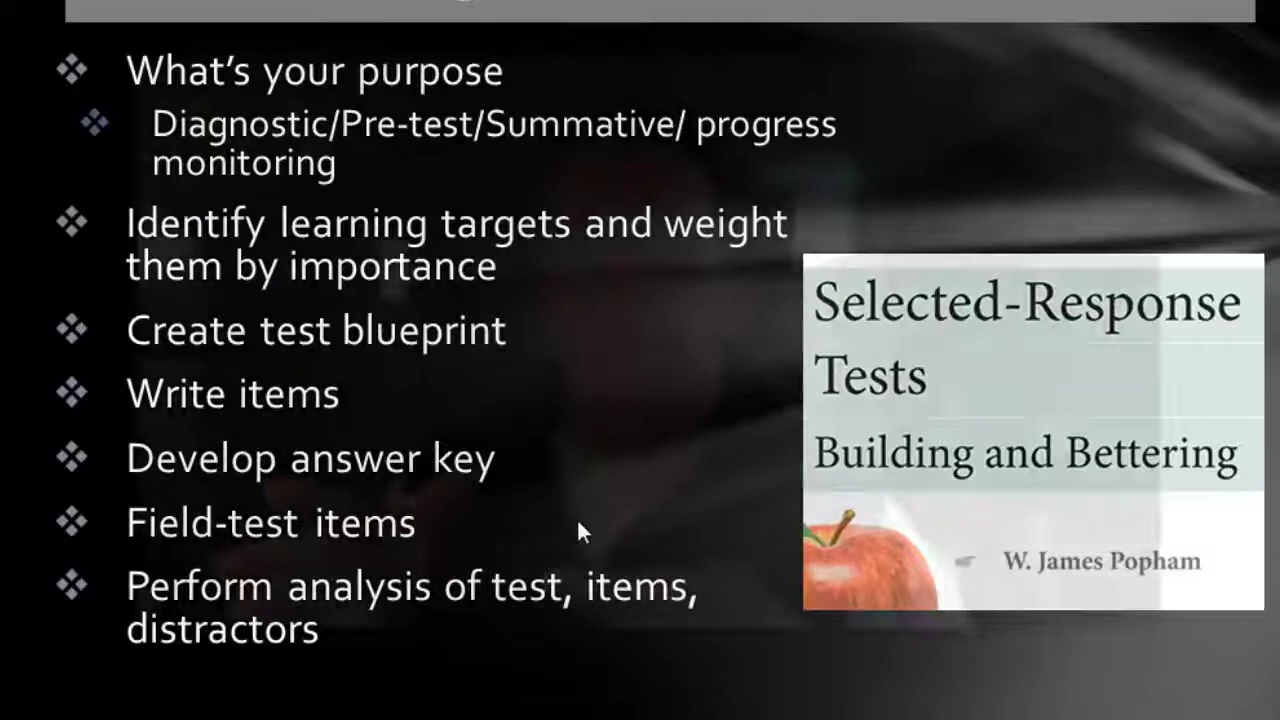 What's your purpose
Diagnostic/Pre-test/Summative/ progress
monitoring
Identify learning targets and weight
them by importance
Create test blueprint
Write items
Develop answer key
Field-test items
Perform analysis of test, items,
distractors
Selected-Response
Tests
Building and Bettering
W. James Popham